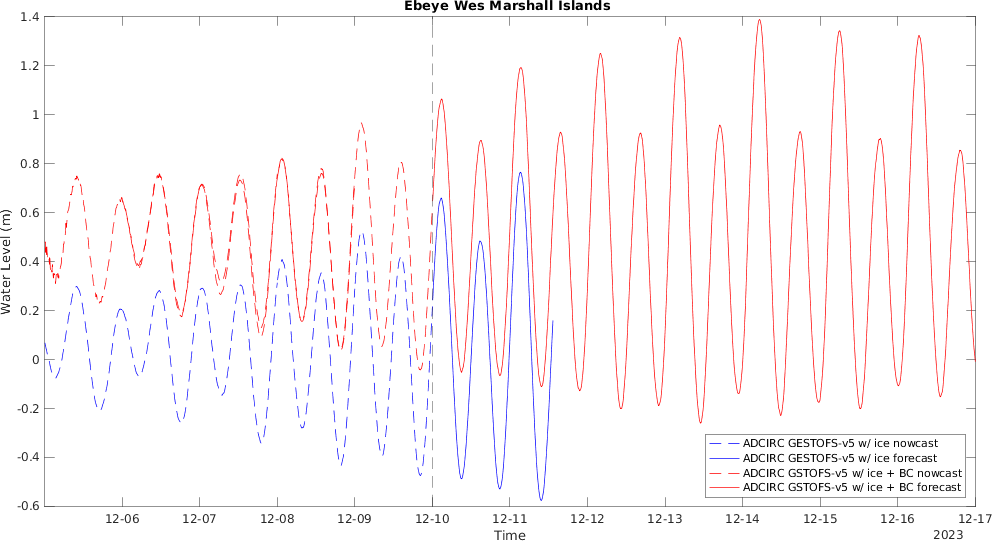 Ebeye Wes Marshall Islands
1.4
1.2
1
0.8
0.6
0.4
0.2
0
-0.2
-0.4
-0.6
Water Level (m)
ADCIRC GESTOFS-v5 w/ ice nowcast
ADCIRC GESTOFS-v5 w/ ice forecast
ADCIRC GSTOFS-v5 w/ ice + BC nowcast
ADCIRC GSTOFS-v5 w/ ice + BC forecast
12-06 12-07 12-08 12-09 12-10 12-11 12-12 12-13 12-14 12-15 12-16 12-17
Time
2023